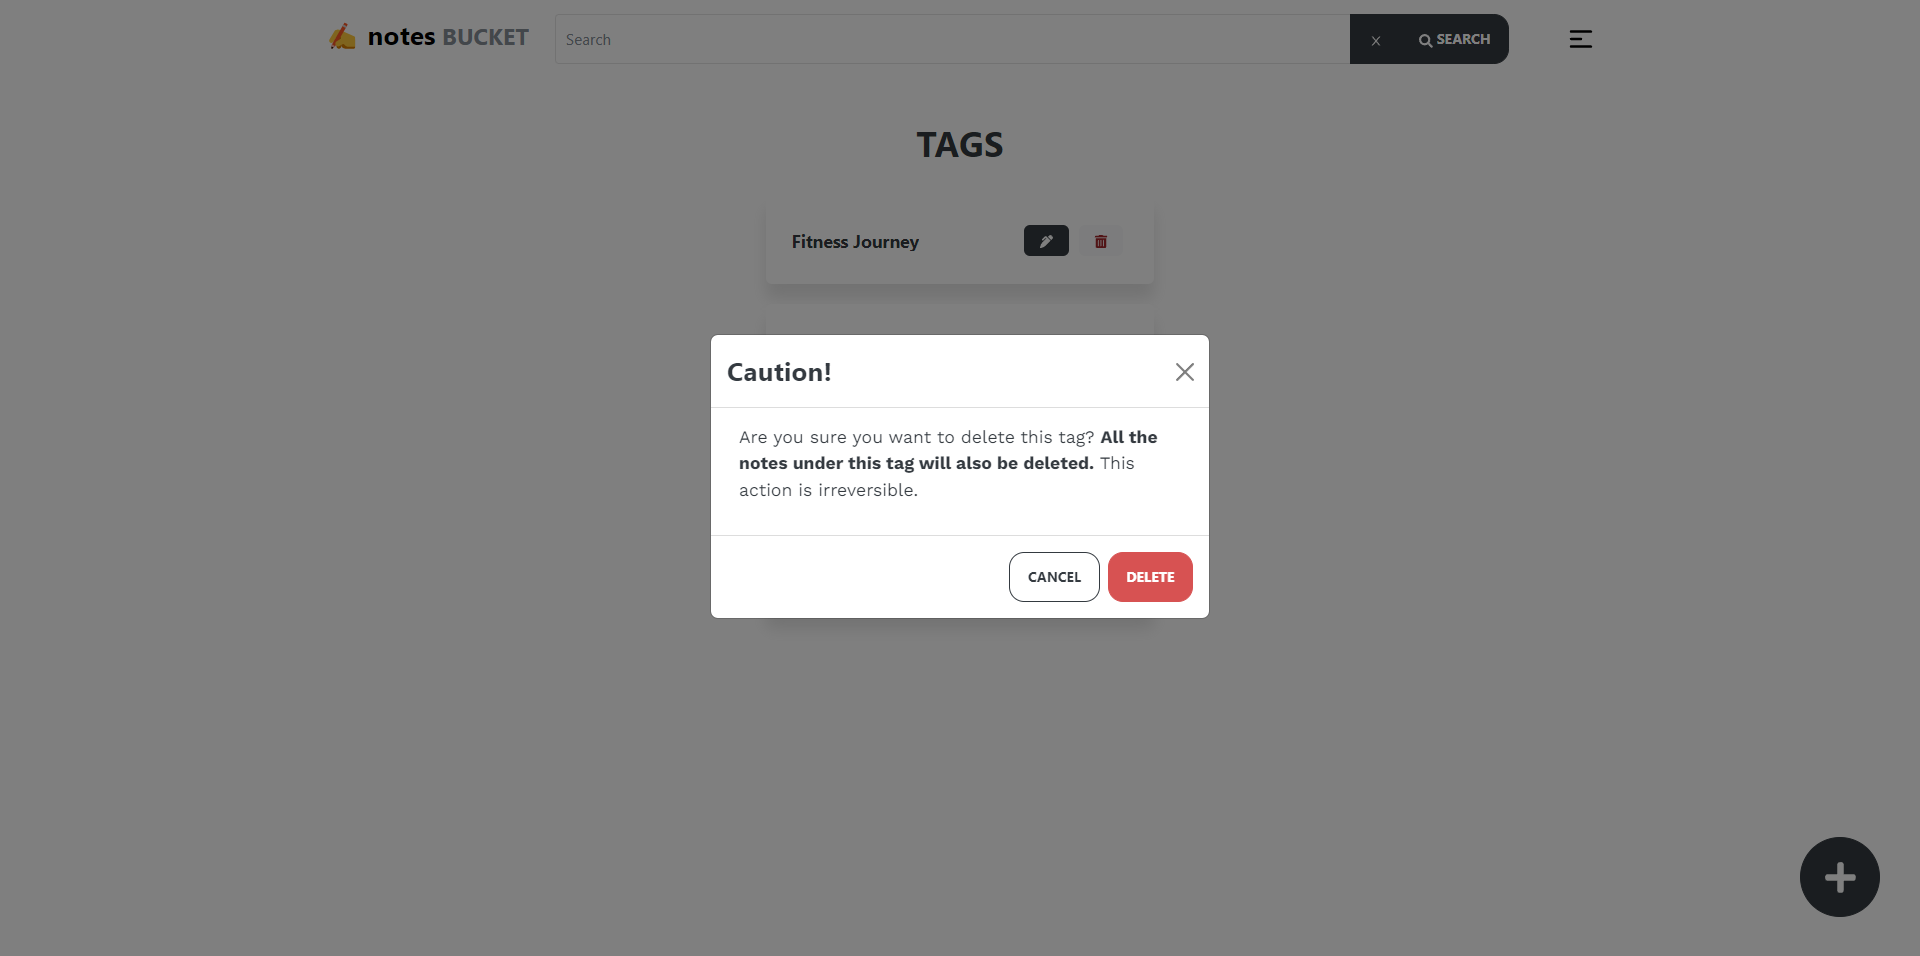 notes BUCKET
Search
x
SEARCH
TAGS
Fitness Journey
Caution!
Are you sure you want to delete this tag? All the
notes under this tag will also be deleted. This
action is irreversible.
CANCEL
DELETE